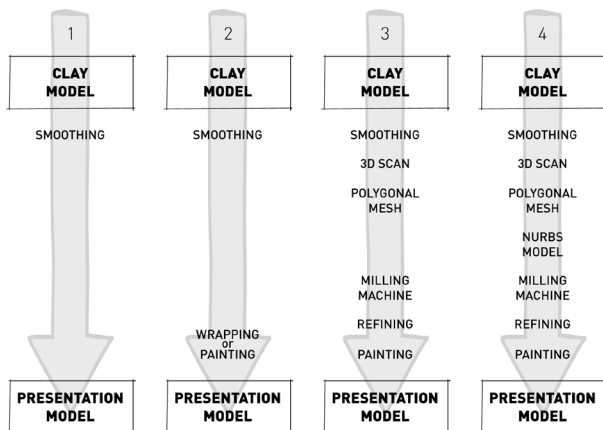 1
CLAY
MODEL
SMOOTHING
PRESENTATION
MODEL
2
CLAY
MODEL
SMOOTHING
WRAPPING
or
PAINTING
PRESENTATION
MODEL
3
CLAY
MODEL
SMOOTHING
3D SCAN
POLYGONAL
MESH
MILLING
MACHINE
REFINING
PAINTING
PRESENTATION
MODEL
4
CLAY
MODEL
SMOOTHING
3D SCAN
POLYGONAL
MESH
NURBS
MODEL
MILLING
MACHINE
REFINING
PAINTING
PRESENTATION
MODEL